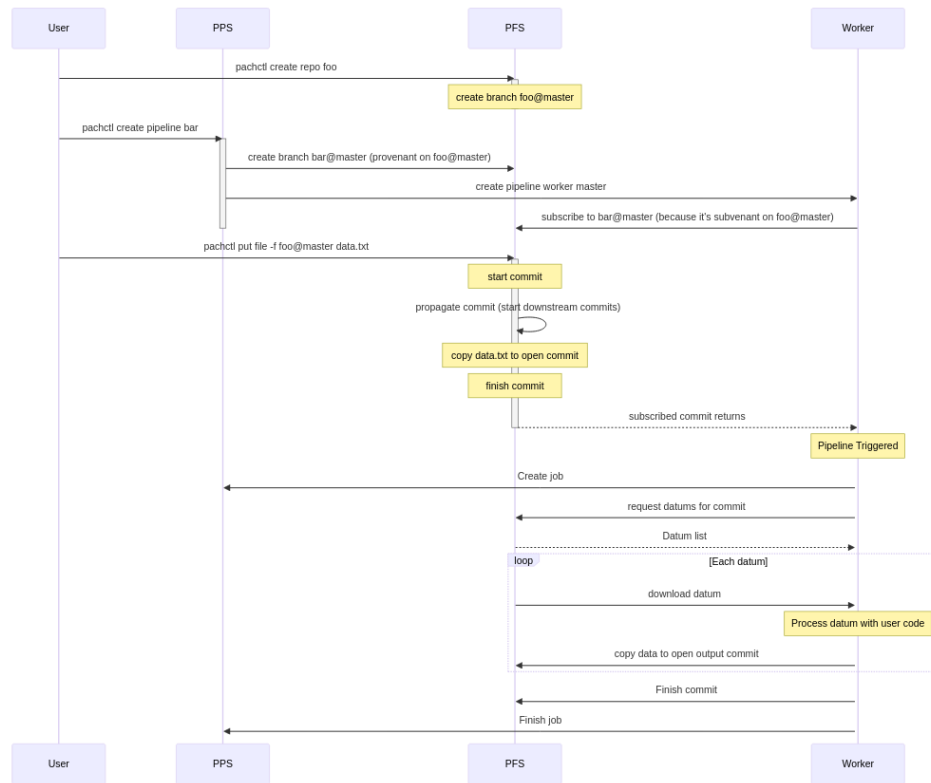 User PPS PFS Worker
pachctl create repo foo
create branch foo@master
pachctl create pipeline bar
create branch bar@master (provenant on foo@master)
create pipeline worker master
subscribe to bar@master (because it's subvenant on foo@master)
pachctl put file -f foo@master data.txt
start commit
propagate commit (start downstream commits)
copy data.txt to open commit
finish commit
subscribed commit returns
Pipeline Triggered
Create job
request datums for commit
Datum list
loop [Each datum]
download datum
Process datum with user code
copy data to open output commit
Finish commit
Finish job
User PPS PFS Worker